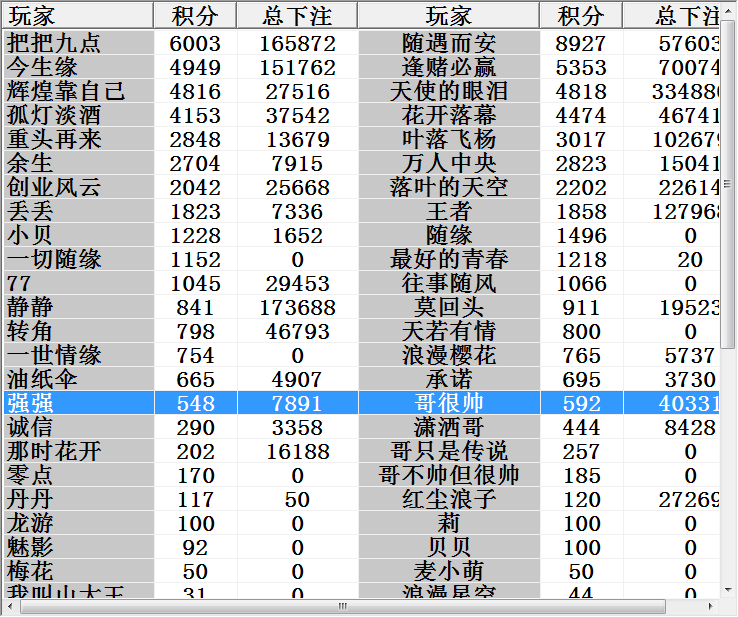 玩家 积分 总下注 玩家 积分 总下注
把把九点 6003 165872 随遇而安 8927 57603
今生缘 4949 151762 逢赌必赢 5353 70074
辉煌靠自己 4816 27516 天使的眼泪 4818 334886
孤灯淡酒 4153 37542 花开落幕 4474 46741
重头再来 2848 13679 叶落飞杨 3017 102679
余生 2704 7915 万人中央 2823 15041
创业风云 2042 25668 落叶的天空 2202 22614
丢丢 1823 7336 王者 1858 127968
小贝 1228 1652 随缘 1496 0
一切随缘 1152 0 最好的青春 1218 20
77 1045 29453 往事随风 1066 0
静静 841 173688 莫回头 911 19523
转角 798 46793 天若有情 800 0
一世情缘 754 0 浪漫樱花 765 5737
油纸伞 665 4907 承诺 695 3730
强强 548 7891 哥很帅 592 40331
诚信 290 3358 潇洒哥 444 8428
那时花开 202 16188 哥只是传说 257 0
零点 170 0 哥不帅但很帅 185 0
丹丹 117 50 红尘浪子 120 27269
龙游 100 0 莉 100 0
魅影 92 0 贝贝 100 0
梅花 50 0 麦小萌 50 0
我叫山大王 31 0 浪漫星空 44 0